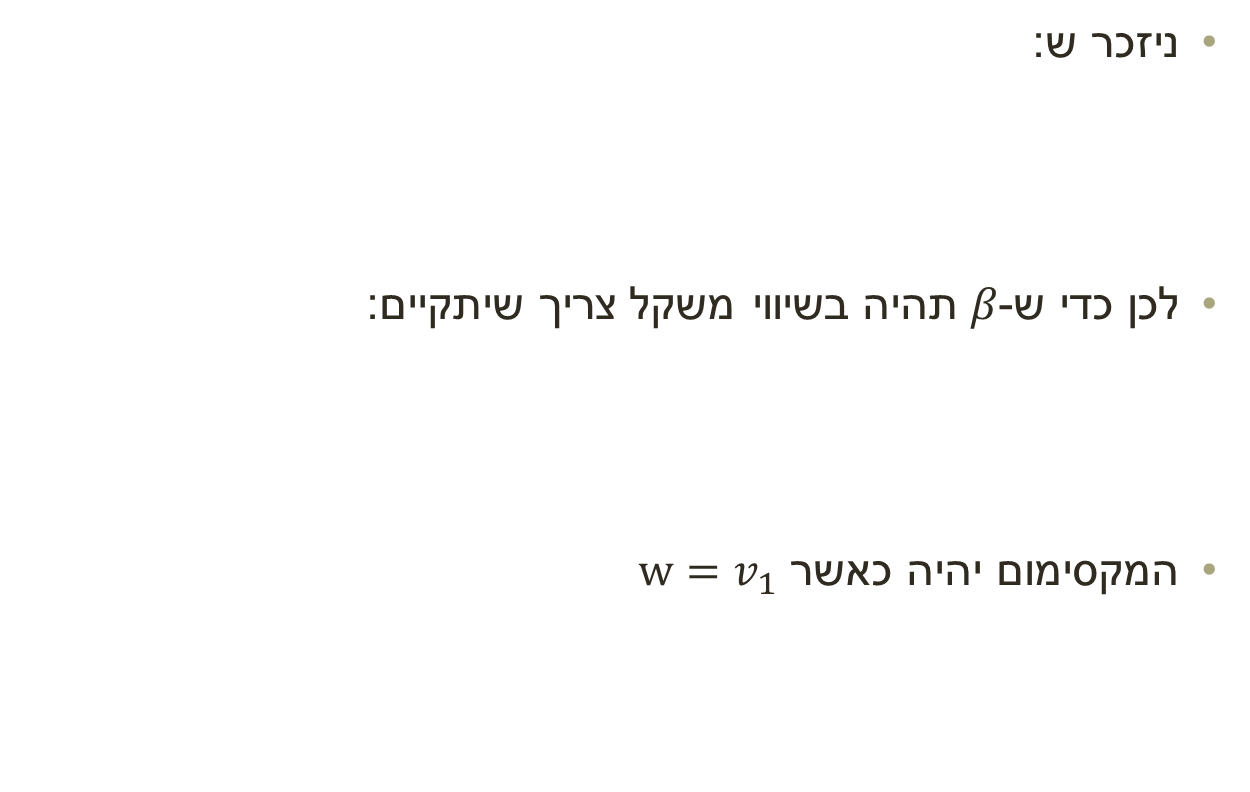 • ניזכר ש:
• לכן כדי ש-β תהיה בשיווי משקל צריך שיתקיים:
• המקסימום יהיה כאשר w = v₁